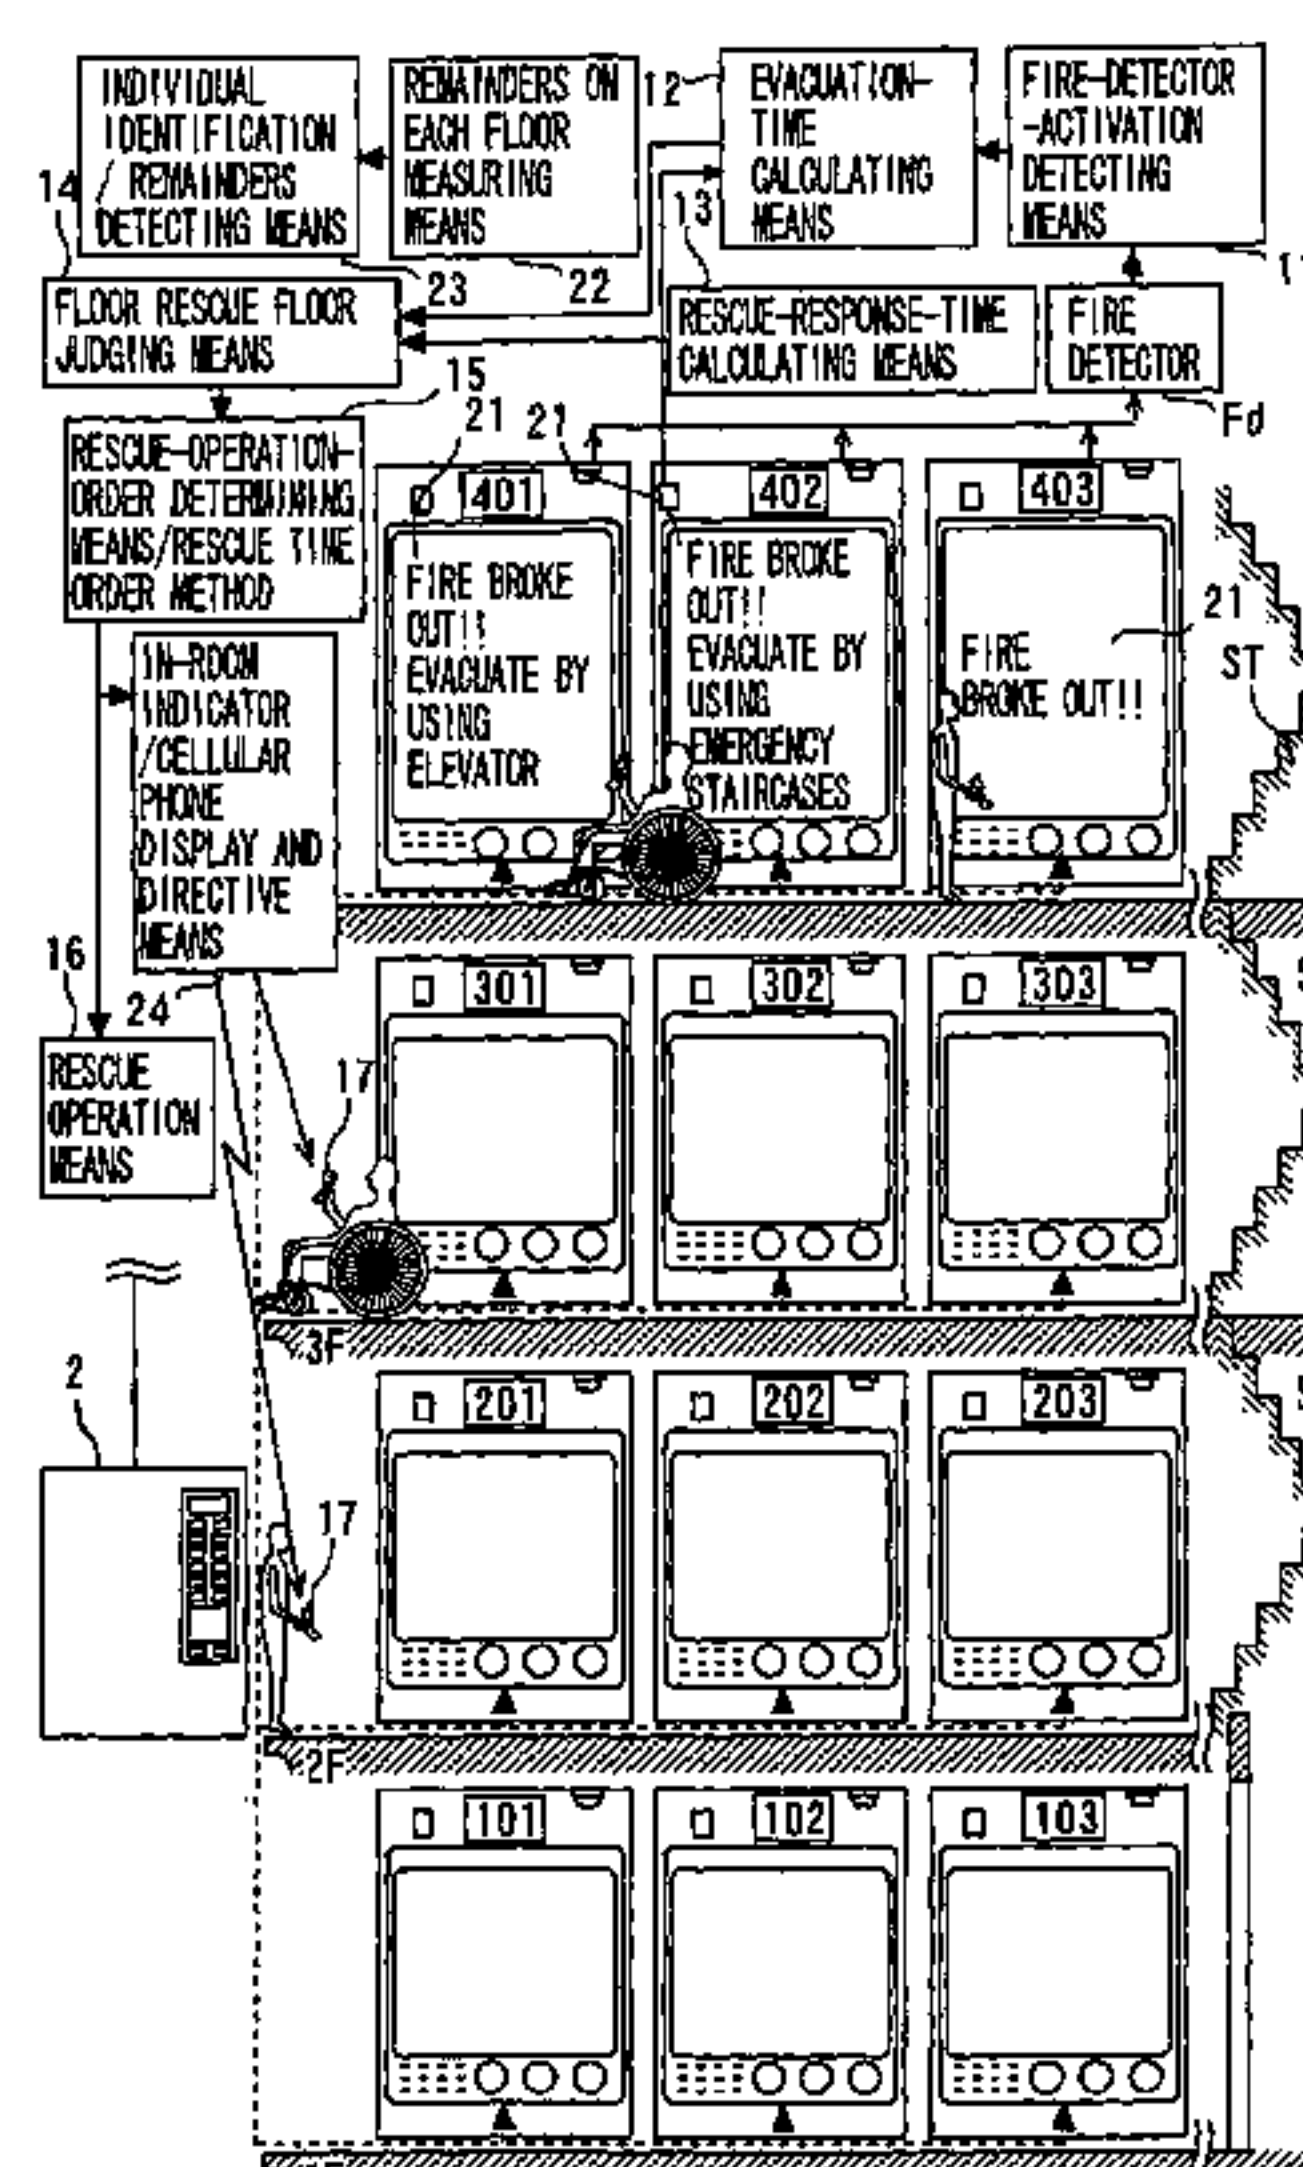 INDIVIDUAL
IDENTIFICATION
/ REMAINDERS
DETECTING MEANS
23
REMAINDERS ON
EACH FLOOR
MEASURING
MEANS
22
12
EVACUATION-
TIME
CALCULATING
MEANS
FIRE-DETECTOR
-ACTIVATION
DETECTING
MEANS
14
FLOOR RESCUE FLOOR
JUDGING MEANS
13
RESCUE-RESPONSE-TIME
CALCULATING MEANS
FIRE
DETECTOR
Fd
15
RESCUE-OPERATION-
ORDER DETERMINING
MEANS/RESCUE TIME
ORDER METHOD
21
21
401
402
403
FIRE BROKE
OUT!!
EVACUATE BY
USING
ELEVATOR
FIRE BROKE
OUT!!
EVACUATE BY
USING
EMERGENCY
STAIRCASES
FIRE
BROKE OUT!!
21
ST
IN-ROOM
INDICATOR
/CELLULAR
PHONE
DISPLAY AND
DIRECTIVE
MEANS
24
16
RESCUE
OPERATION
MEANS
17
301
302
303
3F
2
17
201
202
203
2F
101
102
103